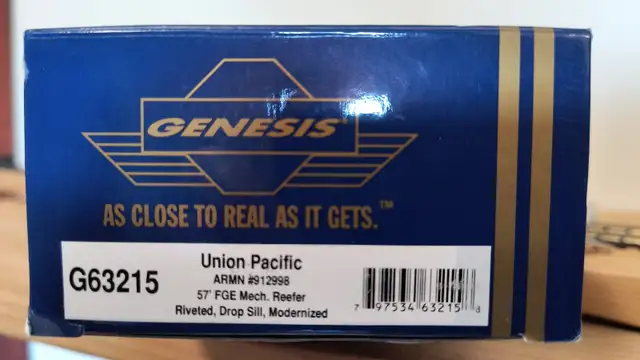 GENESIS
AS CLOSE TO REAL AS IT GETS.™
G63215
Union Pacific
ARMN #912998
57' FGE Mech. Reefer
Riveted, Drop Sill, Modernized
7 97534 63215 8